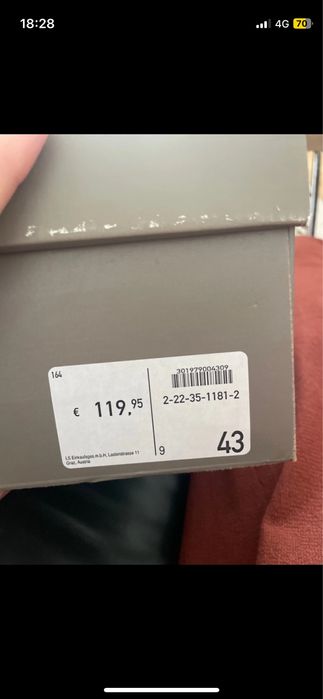 18:28
4G 70
164
€ 119,95
301979004309
2-22-35-1181-2
LS Einkaufsges.m.b.H, Lastenstrasse 11
Graz, Austria
9
43